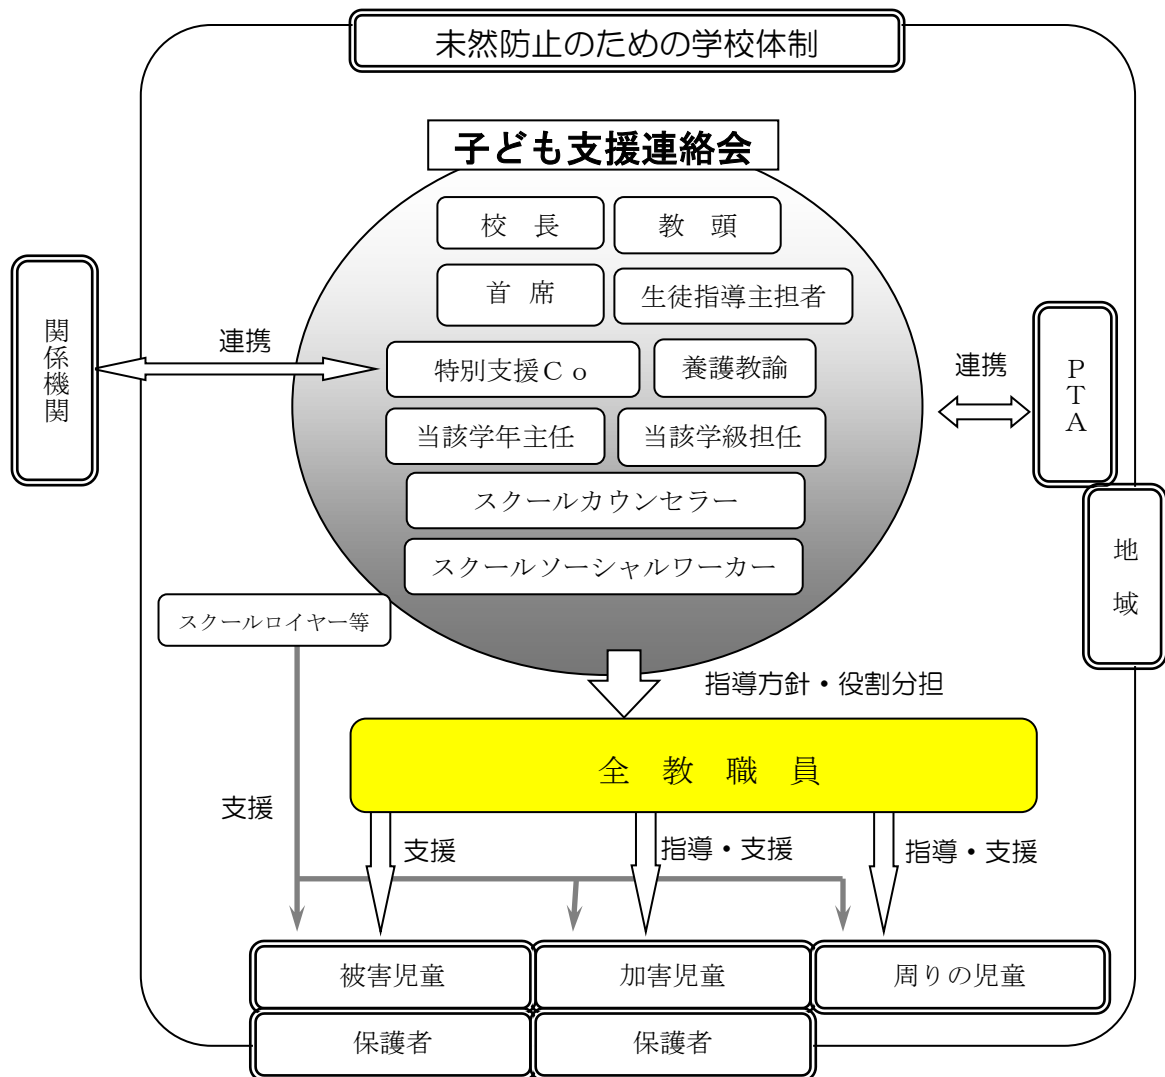 未然防止のための学校体制
子ども支援連絡会
校　長
教　頭
首 席
生徒指導主担者
関係機関
連携
特別支援Ｃｏ
養護教諭
連携
ＰＴＡ
当該学年主任
当該学級担任
スクールカウンセラー
地　域
スクールソーシャルワーカー
スクールロイヤー等
指導方針・役割分担
全　教　職　員
支援
支援
指導・支援
指導・支援
被害児童
加害児童
周りの児童
保護者
保護者